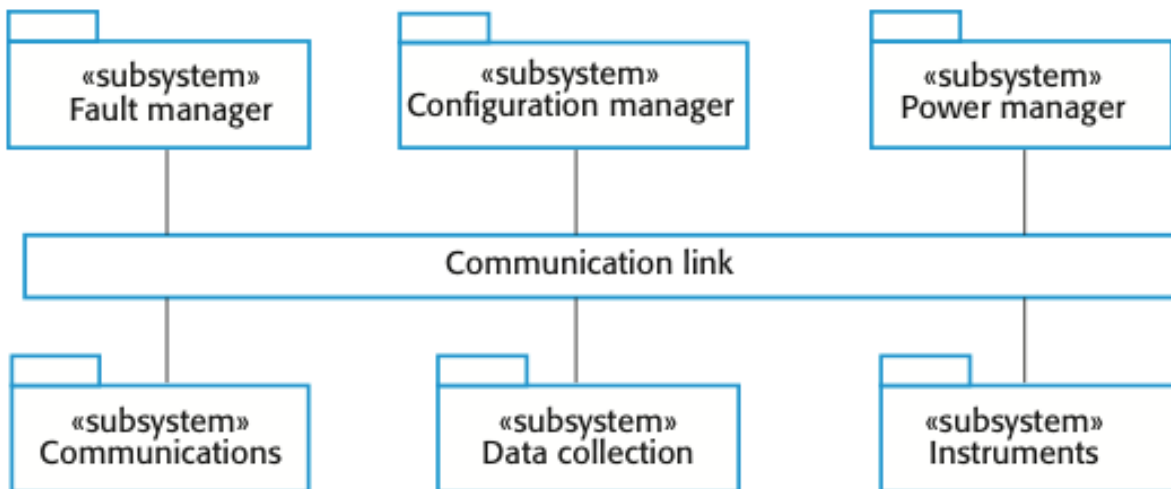 «subsystem»
Fault manager
«subsystem»
Configuration manager
«subsystem»
Power manager
Communication link
«subsystem»
Communications
«subsystem»
Data collection
«subsystem»
Instruments